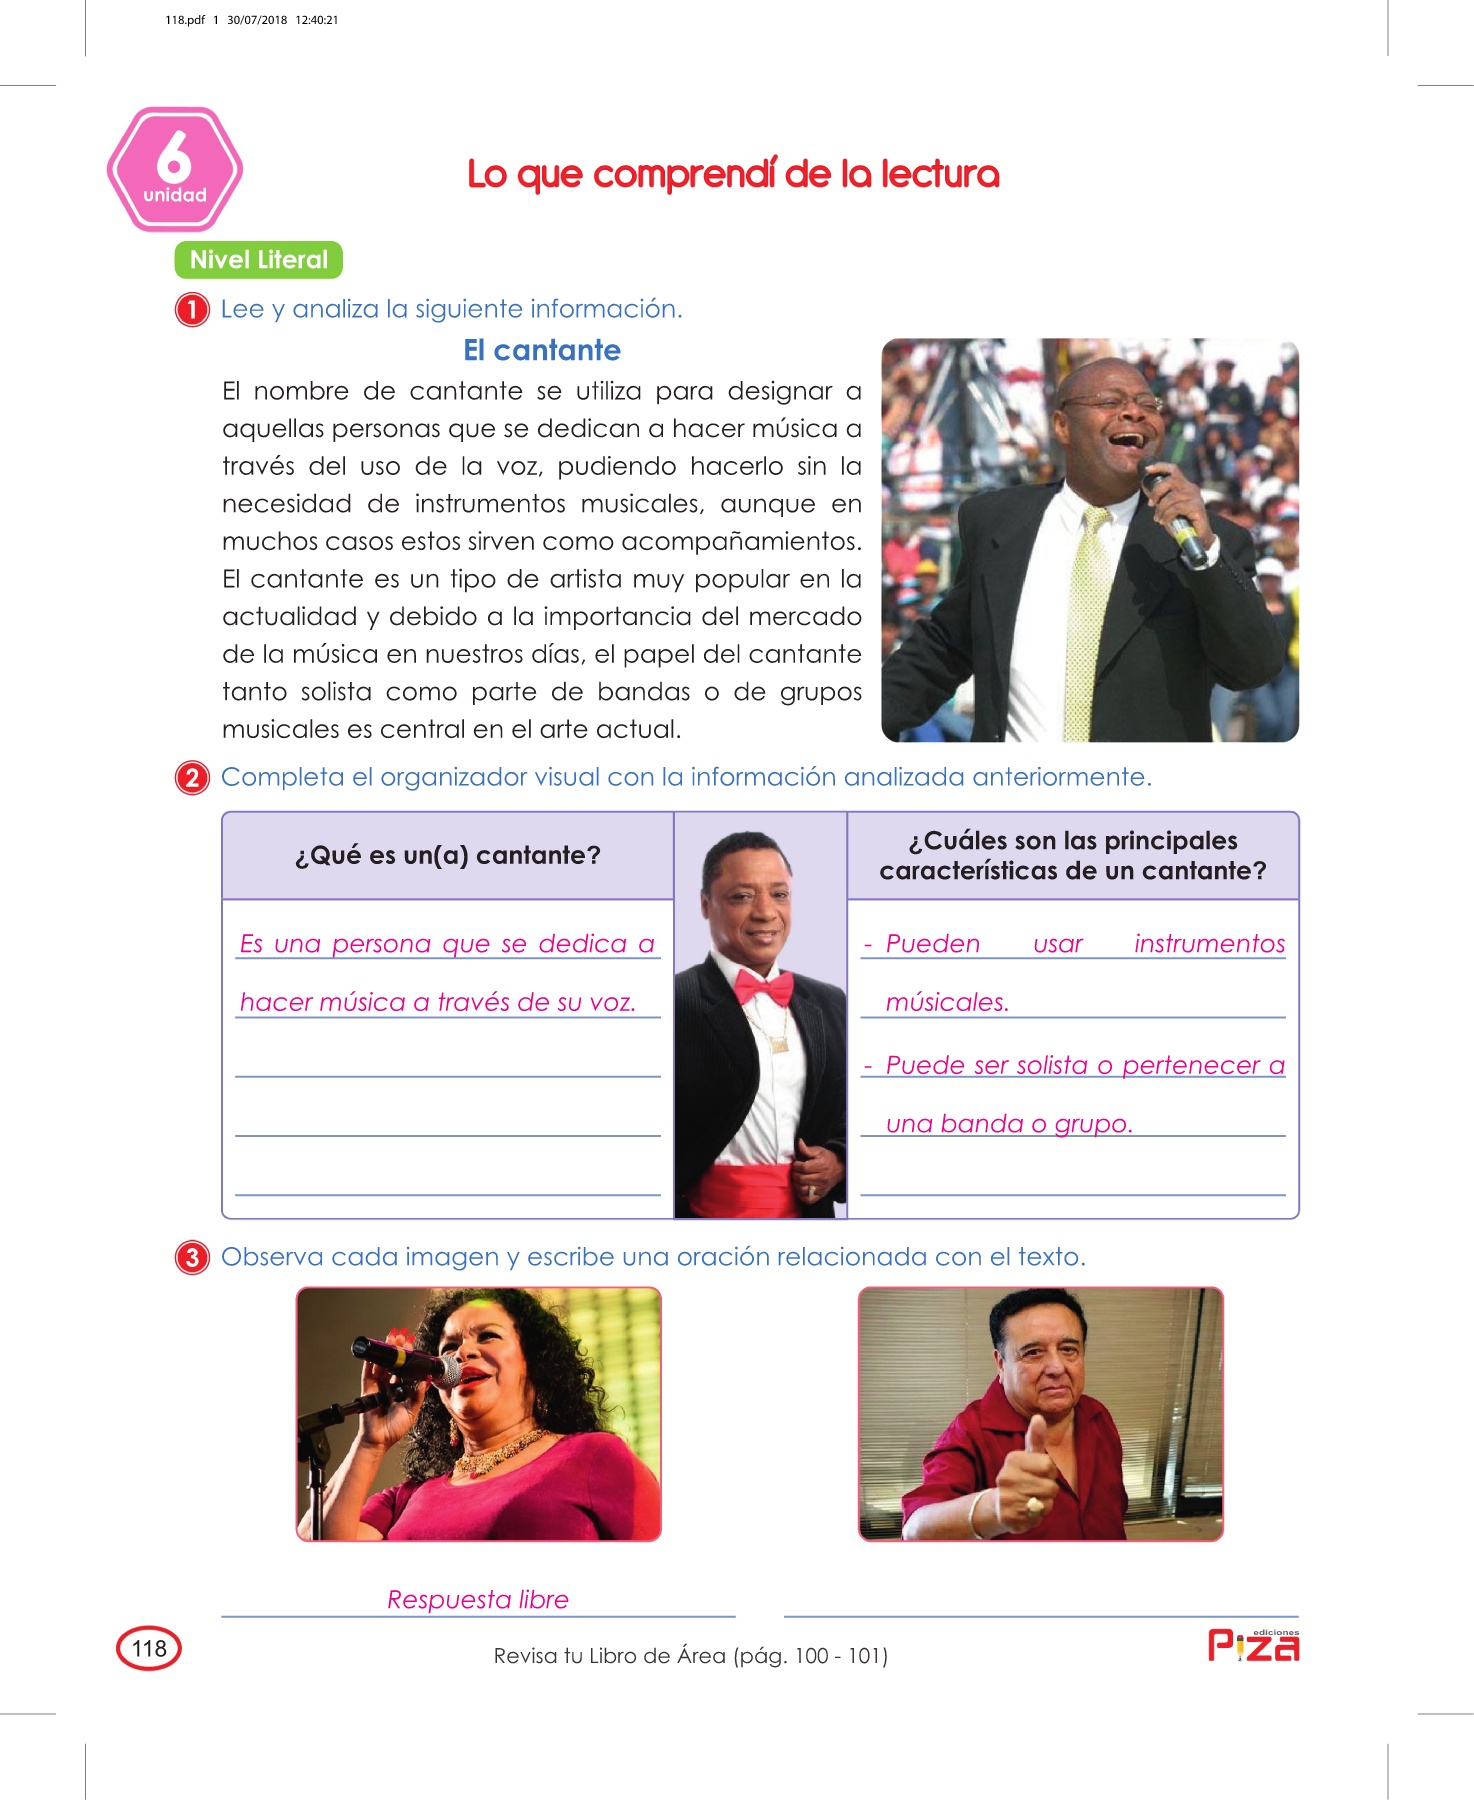 118.pdf 1 30/07/2018 12:40:21
6
unidad
Lo que comprendí de la lectura
Nivel Literal
1 Lee y analiza la siguiente información.
El cantante
El nombre de cantante se utiliza para designar a
aquellas personas que se dedican a hacer música a
través del uso de la voz, pudiendo hacerlo sin la
necesidad de instrumentos musicales, aunque en
muchos casos estos sirven como acompañamientos.
El cantante es un tipo de artista muy popular en la
actualidad y debido a la importancia del mercado
de la música en nuestros días, el papel del cantante
tanto solista como parte de bandas o de grupos
musicales es central en el arte actual.
2 Completa el organizador visual con la información analizada anteriormente.
¿Qué es un(a) cantante?
Es una persona que se dedica a
hacer música a través de su voz.
¿Cuáles son las principales
características de un cantante?
- Pueden usar instrumentos
músicales.
- Puede ser solista o pertenecer a
una banda o grupo.
3 Observa cada imagen y escribe una oración relacionada con el texto.
Respuesta libre
118
Revisa tu Libro de Área (pág. 100 - 101)
ediciones
Piza